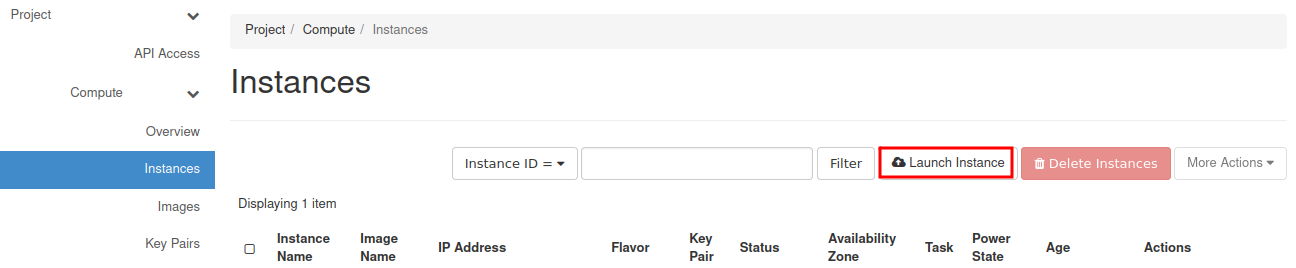 Project
API Access
Compute
Overview
Instances
Images
Key Pairs
Project / Compute / Instances
Instances
Instance ID = Filter Launch Instance Delete Instances More Actions
Displaying 1 item
Instance Name Image Name IP Address Flavor Key Pair Status Availability Zone Task Power State Age Actions